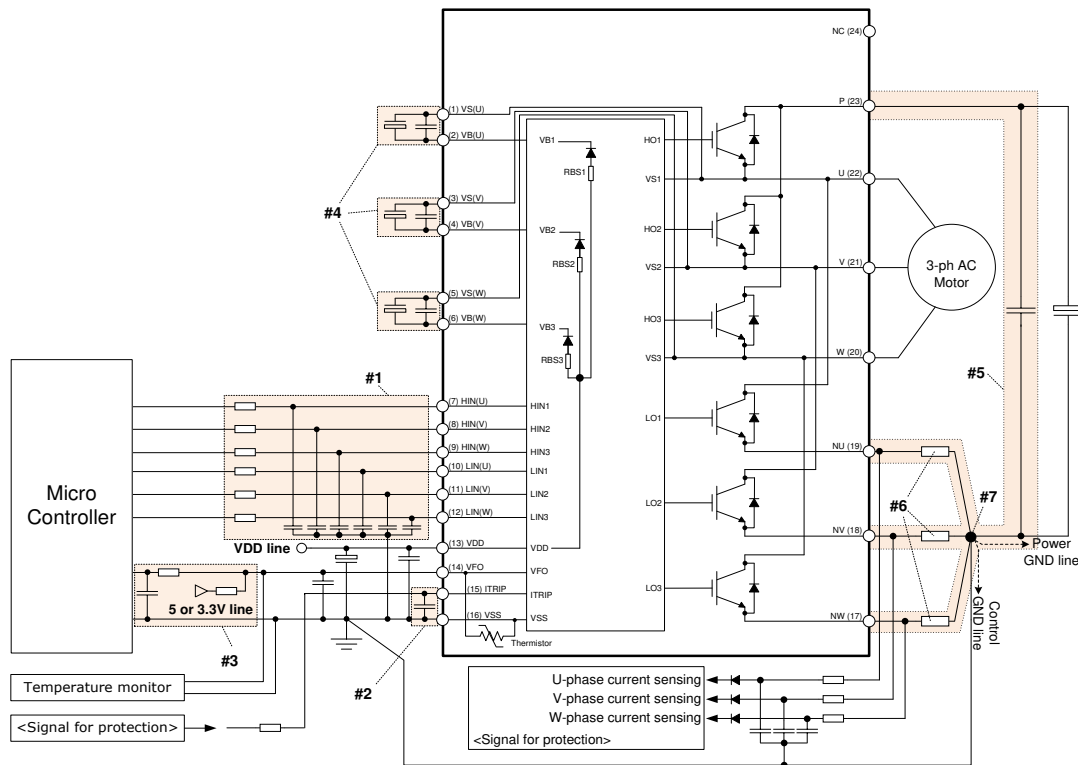 NC (24)
(1) VS(U)
(2) VB(U)
(3) VS(V)
(4) VB(V)
(5) VS(W)
(6) VB(W)
#4
VB1
RBS1
VB2
RBS2
VB3
RBS3
HO1
VS1
HO2
VS2
HO3
VS3
LO1
LO2
LO3
P (23)
U (22)
V (21)
W (20)
3-ph AC
Motor
#5
NU (19)
NV (18)
NW (17)
#6
#7
Power
GND line
Control
GND line
Micro
Controller
#1
(7) HIN(U)
(8) HIN(V)
(9) HIN(W)
(10) LIN(U)
(11) LIN(V)
(12) LIN(W)
(13) VDD
(14) VFO
(15) ITRIP
(16) VSS
HIN1
HIN2
HIN3
LIN1
LIN2
LIN3
VDD
VFO
ITRIP
VSS
Thermistor
VDD line
5 or 3.3V line
#3
#2
Temperature monitor
<Signal for protection>
U-phase current sensing
V-phase current sensing
W-phase current sensing
<Signal for protection>